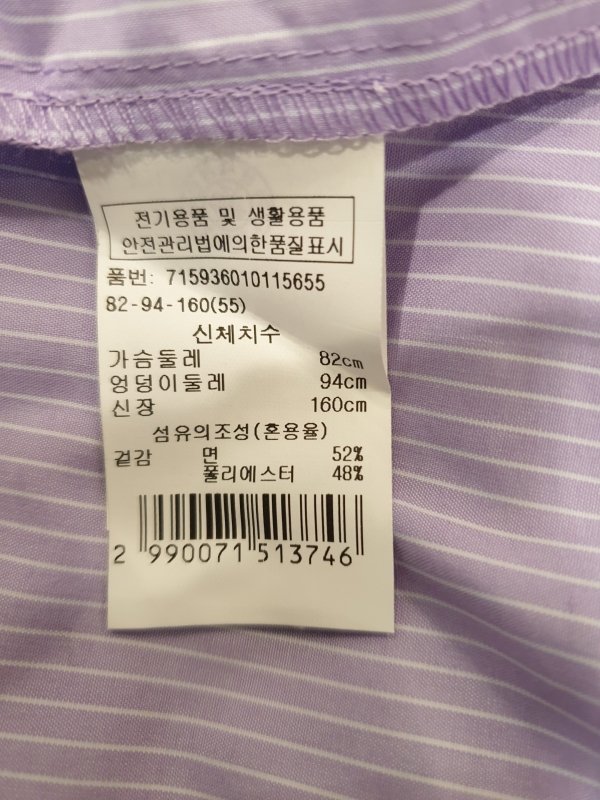 전기용품 및 생활용품
안전관리법에의한품질표시
품번: 715936010115655
82-94-160(55)
신체치수
가슴둘레 82cm
엉덩이둘레 94cm
신장 160cm
섬유의조성(혼용율)
겉감 면 52%
폴리에스터 48%
2 990071 513746